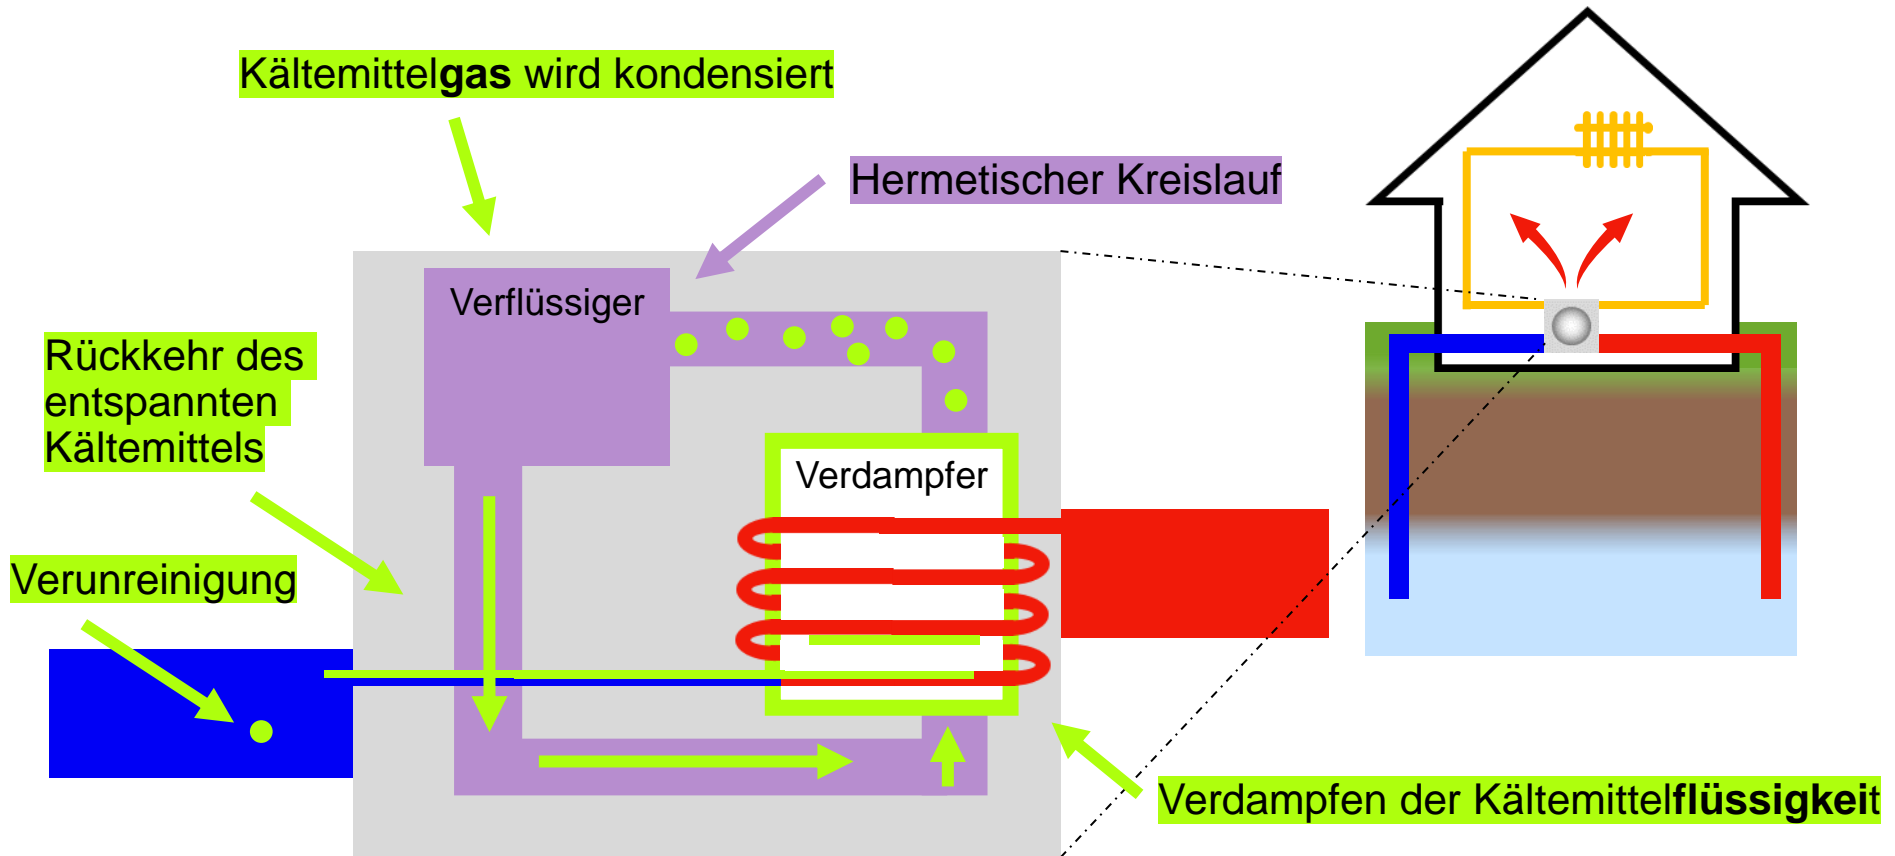 Kältemittelgas wird kondensiert
Hermetischer Kreislauf
Verflüssiger
Rückkehr des
entspannten
Kältemittels
Verdampfer
Verunreinigung
Verdampfen der Kältemittelflüssigkeit